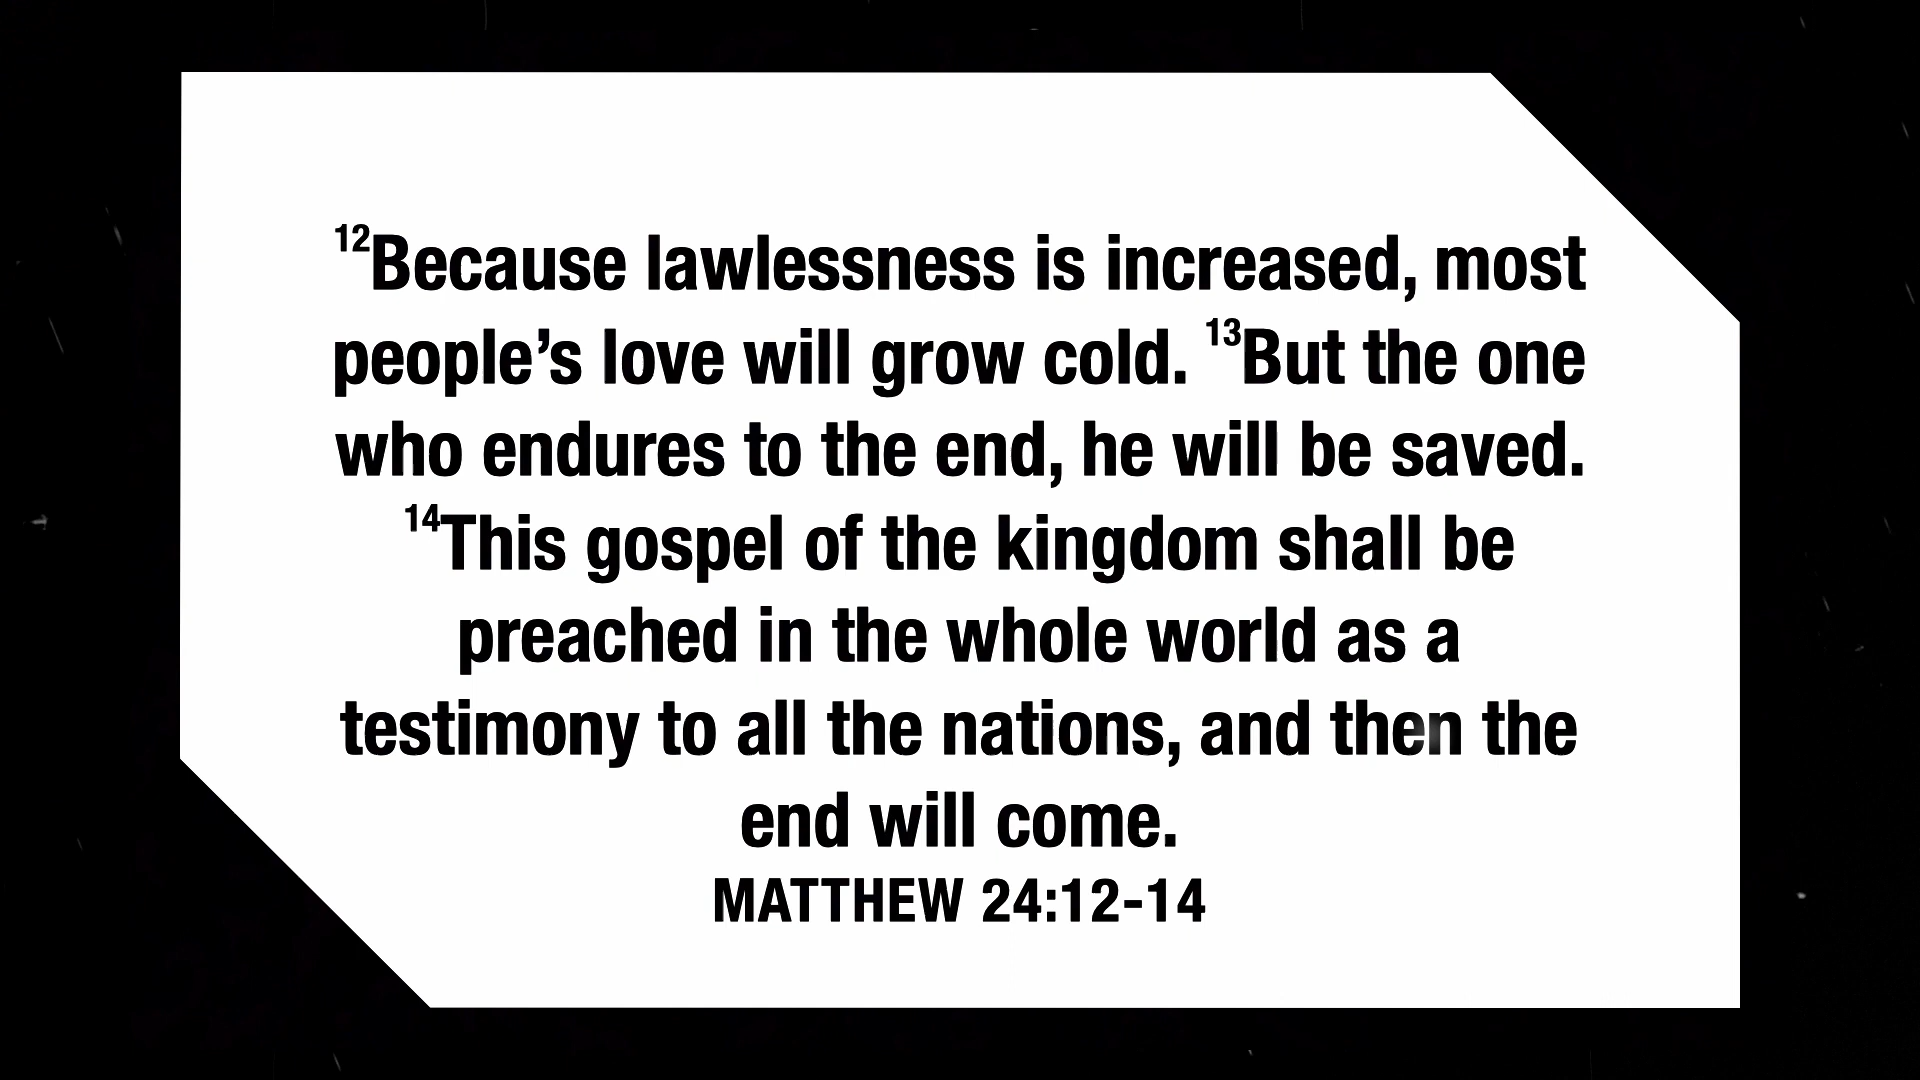 12Because lawlessness is increased, most
people’s love will grow cold. 13But the one
who endures to the end, he will be saved.
14This gospel of the kingdom shall be
preached in the whole world as a
testimony to all the nations, and then the
end will come.
MATTHEW 24:12-14